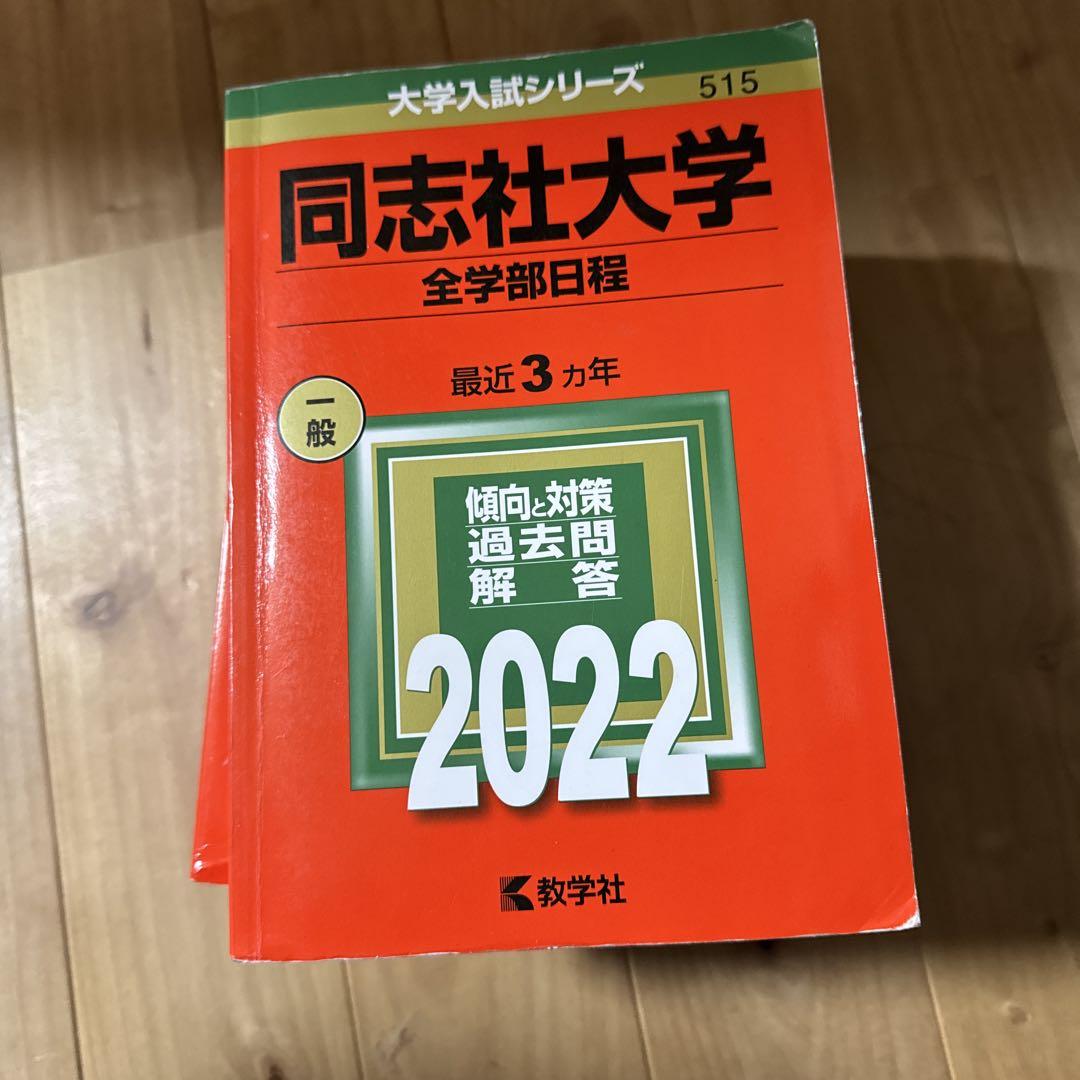 大学入試シリーズ 515
同志社大学
全学部日程
最近3ヵ年
一般
傾向と対策
過去問
解答
2022
教学社